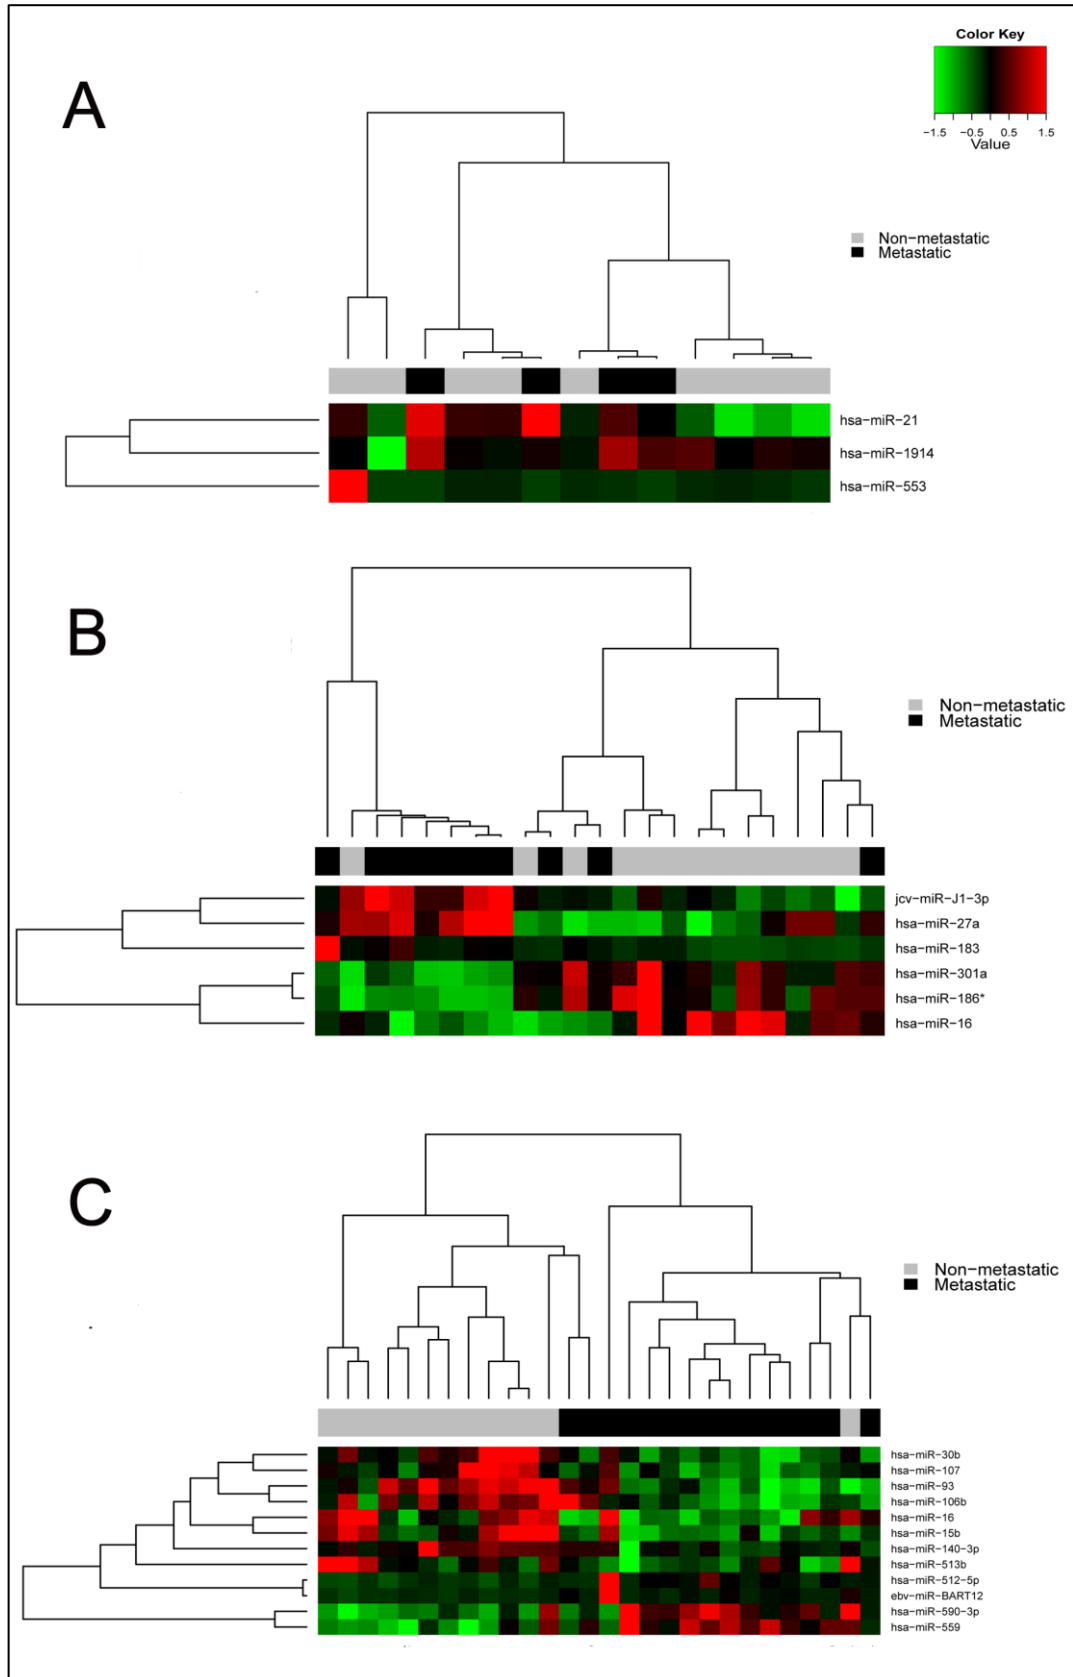 Color Key
−1.5 −0.5 0.5 1.5
Value
A
Non−metastatic
Metastatic
hsa−miR−21
hsa−miR−1914
hsa−miR−553
B
Non−metastatic
Metastatic
jcv−miR−J1−3p
hsa−miR−27a
hsa−miR−183
hsa−miR−301a
hsa−miR−186*
hsa−miR−16
C
Non−metastatic
Metastatic
hsa−miR−30b
hsa−miR−107
hsa−miR−93
hsa−miR−106b
hsa−miR−16
hsa−miR−15b
hsa−miR−140−3p
hsa−miR−513b
hsa−miR−512−5p
ebv−miR−BART12
hsa−miR−590−3p
hsa−miR−559